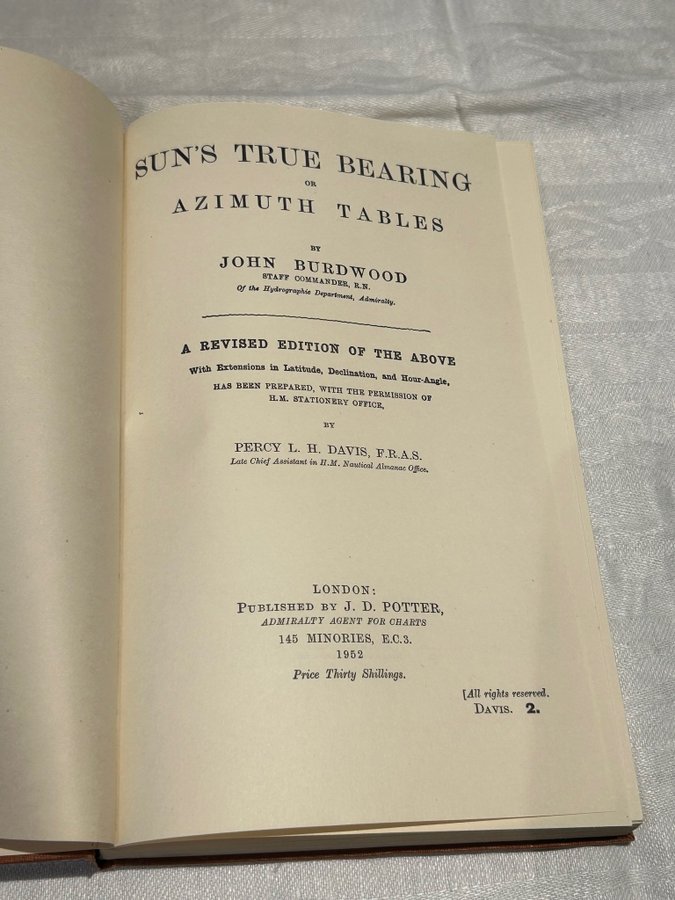 SUN'S TRUE BEARING
OR
AZIMUTH TABLES
BY
JOHN BURDWOOD
STAFF COMMANDER, R.N.
Of the Hydrographic Department, Admiralty.
A REVISED EDITION OF THE ABOVE
With Extensions in Latitude, Declination, and Hour-Angle,
HAS BEEN PREPARED, WITH THE PERMISSION OF
H.M. STATIONERY OFFICE,
BY
PERCY L. H. DAVIS, F.R.A.S.
Late Chief Assistant in H.M. Nautical Almanac Office.
LONDON:
PUBLISHED BY J. D. POTTER,
ADMIRALTY AGENT FOR CHARTS
145 MINORIES, E.C.3.
1952
Price Thirty Shillings.
[All rights reserved.
DAVIS. 2.